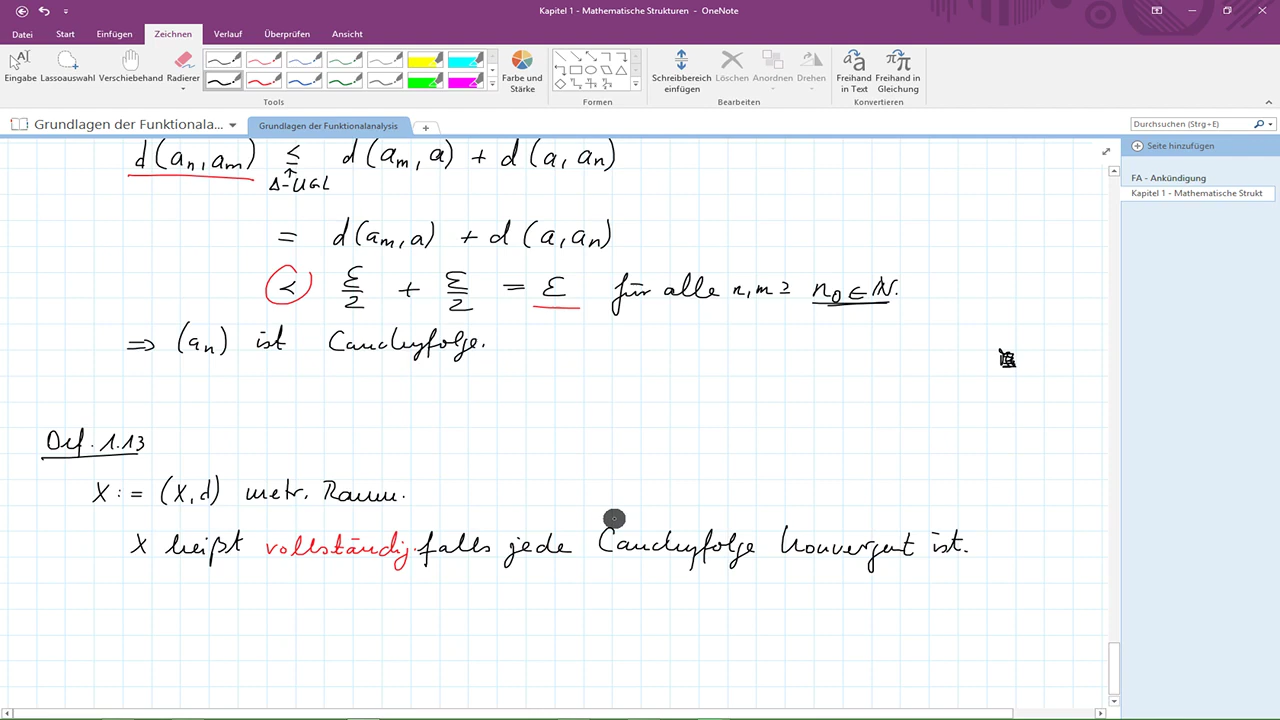 Kapitel 1 - Mathematische Strukturen - OneNote
Datei Start Einfügen Zeichnen Verlauf Überprüfen Ansicht
Eingabe Lassoauswahl Verschiebehand Radierer Farbe und Stärke Schreibbereich einfügen Löschen Anordnen Drehen Freihand in Text Freihand in Gleichung
Tools Formen Bearbeiten Konvertieren
Grundlagen der Funktionala... Grundlagen der Funktionalanalysis
Durchsuchen (Strg+E)
Seite hinzufügen
FA - Ankündigung
Kapitel 1 - Mathematische Strukt
d(an,am) ≤ d(am,a) + d(a,an)
Δ-UGL
= d(am,a) + d(a,an)
< ε/2 + ε/2 = ε für alle n,m ≥ n0 ∈ ℕ.
⇒ (an) ist Cauchyfolge.
Def. 1.13
X := (X,d) metr. Raum.
X heißt vollständig, falls jede Cauchyfolge konvergent ist.